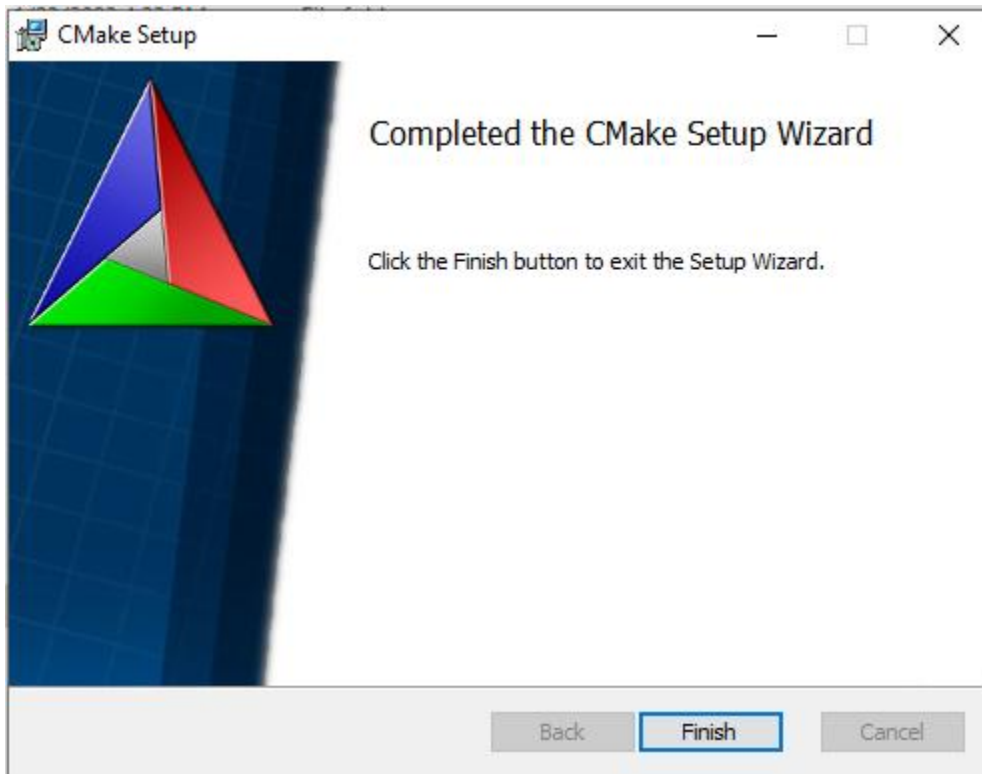 CMake Setup
Completed the CMake Setup Wizard
Click the Finish button to exit the Setup Wizard.
Back
Finish
Cancel